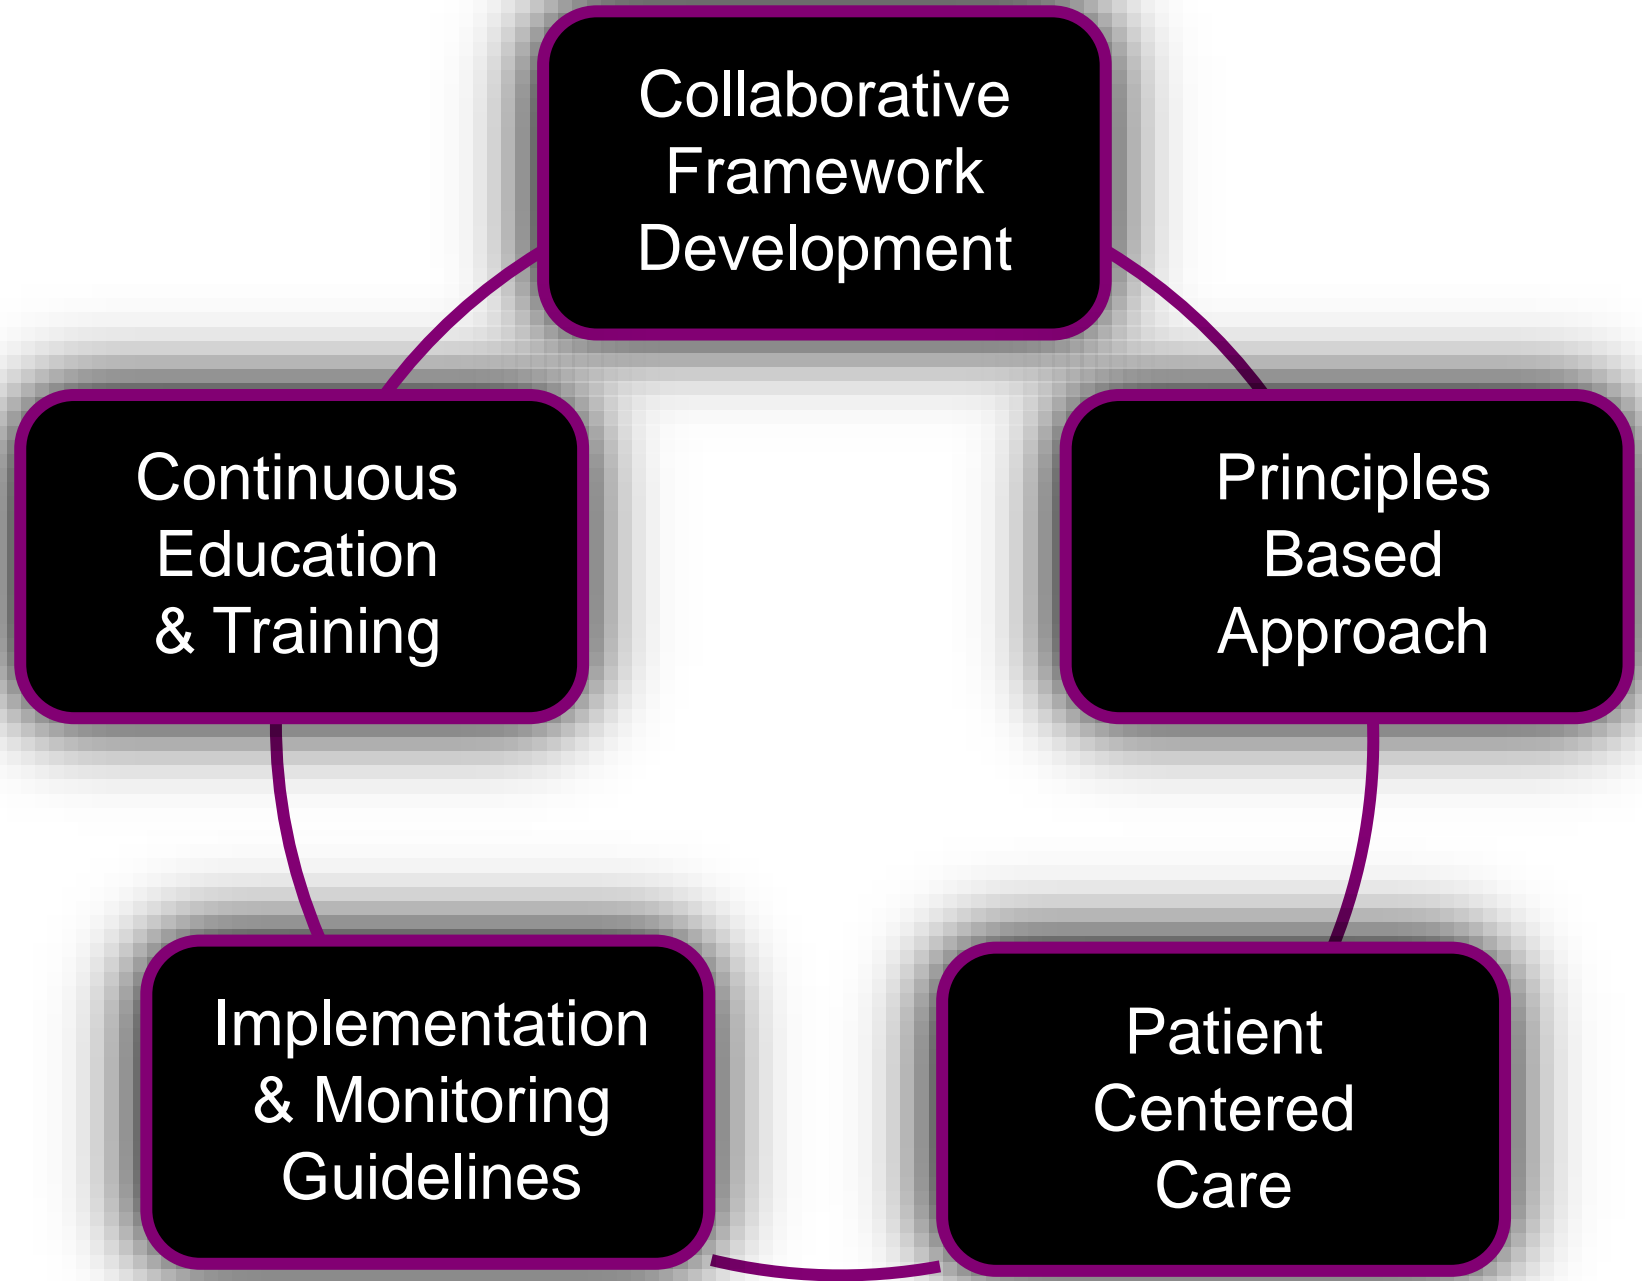 Collaborative
Framework
Development
Continuous
Education
& Training
Principles
Based
Approach
Implementation
& Monitoring
Guidelines
Patient
Centered
Care